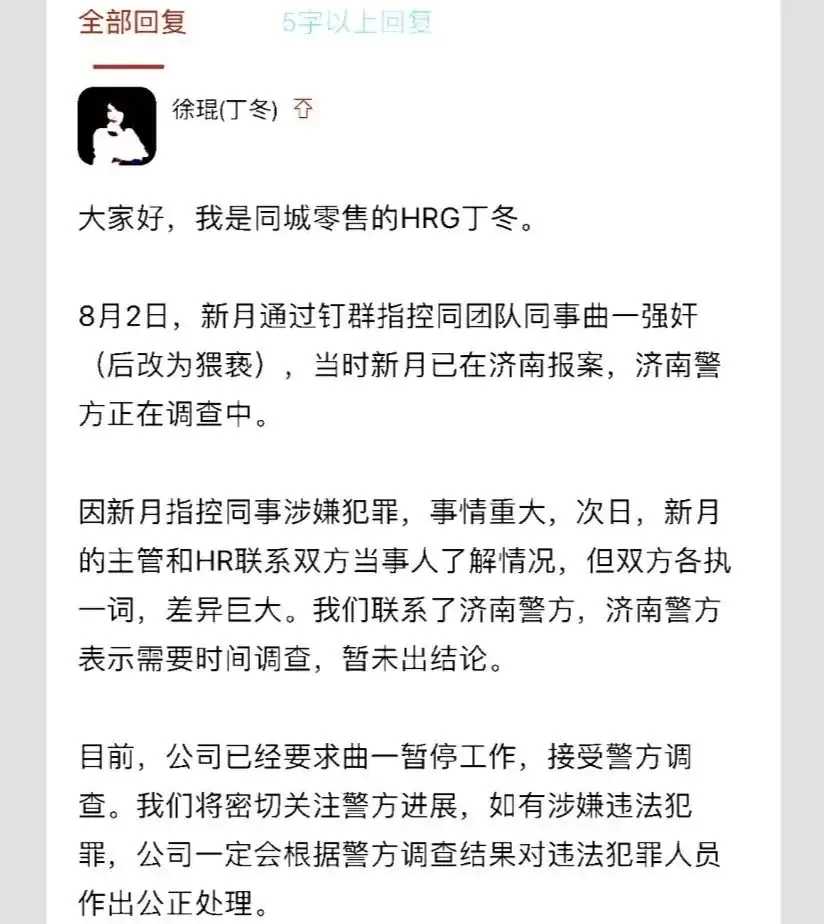 全部回复 5字以上回复
徐琨(丁冬)
大家好，我是同城零售的HRG丁冬。
8月2日，新月通过钉群指控同团队同事曲一强奸
（后改为猥亵），当时新月已在济南报案，济南警
方正在调查中。
因新月指控同事涉嫌犯罪，事情重大，次日，新月
的主管和HR联系双方当事人了解情况，但双方各执
一词，差异巨大。我们联系了济南警方，济南警方
表示需要时间调查，暂未出结论。
目前，公司已经要求曲一暂停工作，接受警方调
查。我们将密切关注警方进展，如有涉嫌违法犯
罪，公司一定会根据警方调查结果对违法犯罪人员
作出公正处理。